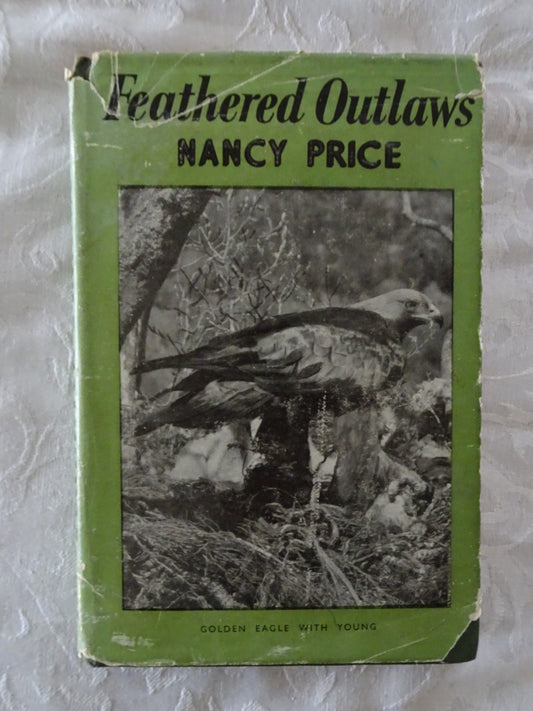 Feathered Outlaws
NANCY PRICE
GOLDEN EAGLE WITH YOUNG